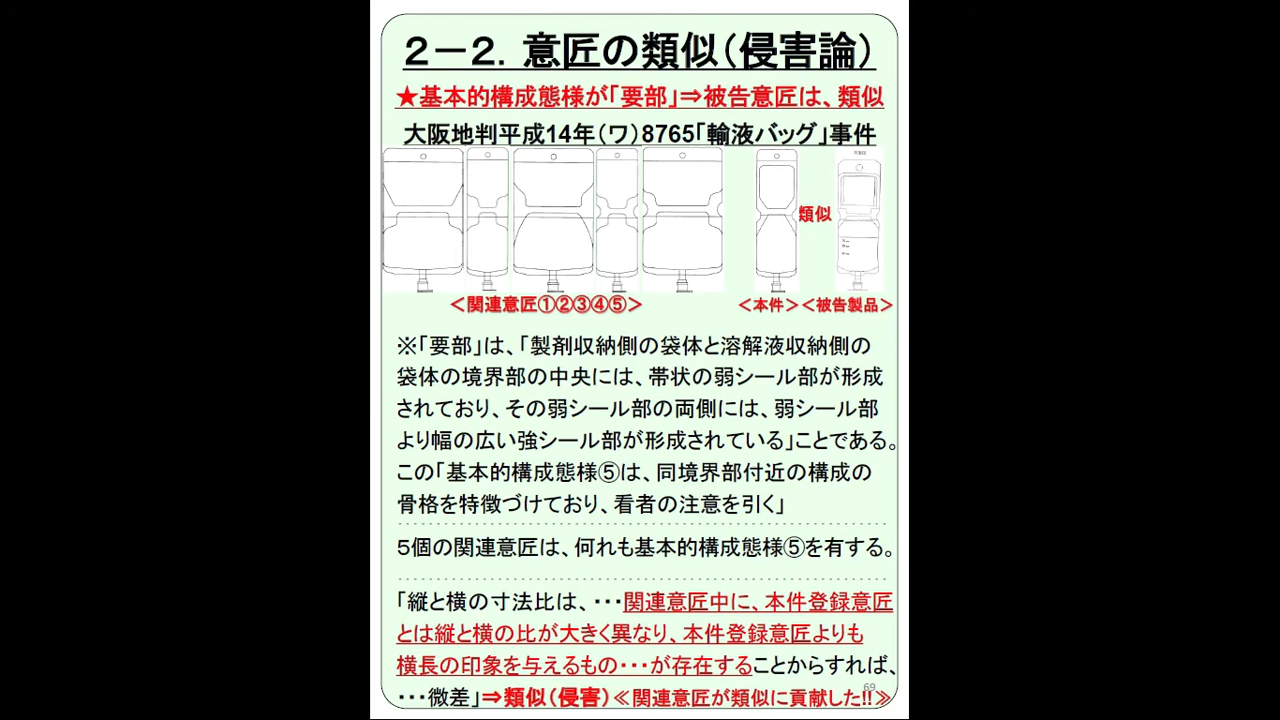 ２－２．意匠の類似（侵害論）
★基本的構成態様が「要部」⇒被告意匠は、類似
大阪地判平成14年（ワ）8765「輸液バッグ」事件
類似
＜関連意匠①②③④⑤＞
＜本件＞＜被告製品＞
※「要部」は、「製剤収納側の袋体と溶解液収納側の
袋体の境界部の中央には、帯状の弱シール部が形成
されており、その弱シール部の両側には、弱シール部
より幅の広い強シール部が形成されている」ことである。
この「基本的構成態様⑤は、同境界部付近の構成の
骨格を特徴づけており、看者の注意を引く」
５個の関連意匠は、何れも基本的構成態様⑤を有する。
「縦と横の寸法比は、・・・関連意匠中に、本件登録意匠
とは縦と横の比が大きく異なり、本件登録意匠よりも
横長の印象を与えるもの・・・が存在することからすれば、
・・・微差」⇒類似（侵害）≪関連意匠が類似に貢献した!!≫
69